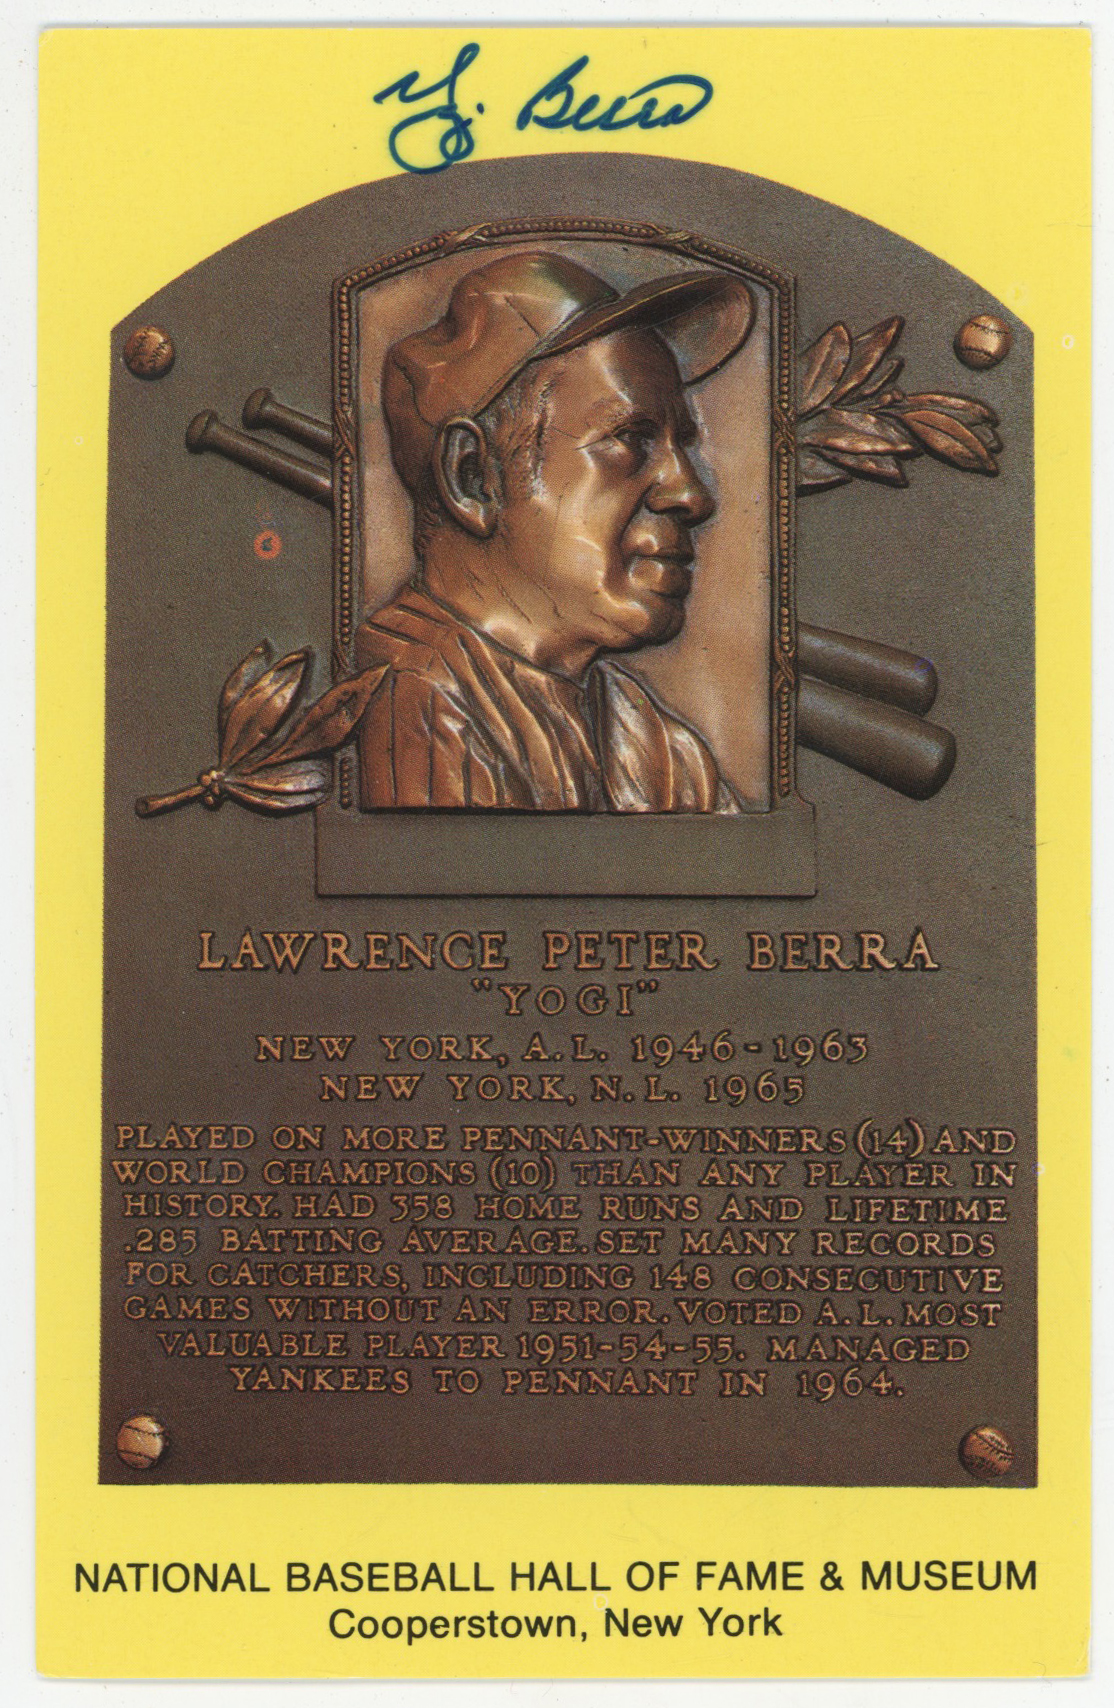 Yogi Berra
LAWRENCE PETER BERRA
"YOGI"
NEW YORK, A.L. 1946-1963
NEW YORK, N.L. 1965
PLAYED ON MORE PENNANT-WINNERS (14) AND
WORLD CHAMPIONS (10) THAN ANY PLAYER IN
HISTORY. HAD 358 HOME RUNS AND LIFETIME
.285 BATTING AVERAGE. SET MANY RECORDS
FOR CATCHERS, INCLUDING 148 CONSECUTIVE
GAMES WITHOUT AN ERROR. VOTED A.L. MOST
VALUABLE PLAYER 1951-54-55. MANAGED
YANKEES TO PENNANT IN 1964.
NATIONAL BASEBALL HALL OF FAME & MUSEUM
Cooperstown, New York